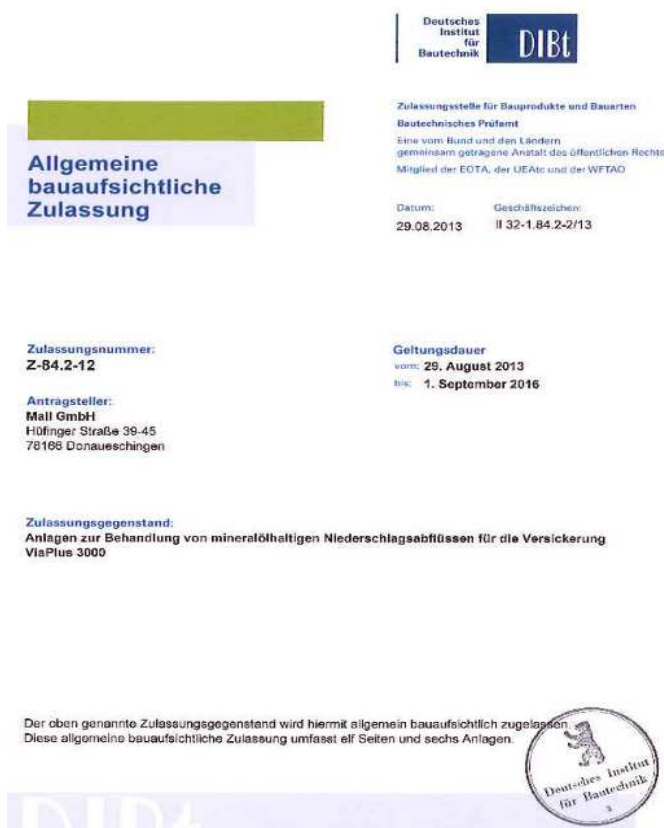 Deutsches
Institut
für
Bautechnik
DIBt
Zulassungsstelle für Bauprodukte und Bauarten
Bautechnisches Prüfamt
Eine vom Bund und den Ländern
gemeinsam getragene Anstalt des öffentlichen Rechts
Mitglied der EOTA, der UEAtc und der WFTAO
Allgemeine
bauaufsichtliche
Zulassung
Datum: Geschäftszeichen:
29.08.2013 II 32-1.84.2-2/13
Zulassungsnummer:
Z-84.2-12
Geltungsdauer
vom: 29. August 2013
bis: 1. September 2016
Antragsteller:
Mall GmbH
Hüfinger Straße 39-45
78166 Donaueschingen
Zulassungsgegenstand:
Anlagen zur Behandlung von mineralölhaltigen Niederschlagsabflüssen für die Versickerung
ViaPlus 3000
Der oben genannte Zulassungsgegenstand wird hiermit allgemein bauaufsichtlich zugelassen.
Diese allgemeine bauaufsichtliche Zulassung umfasst elf Seiten und sechs Anlagen.
Deutsches Institut
für Bautechnik
DIBt